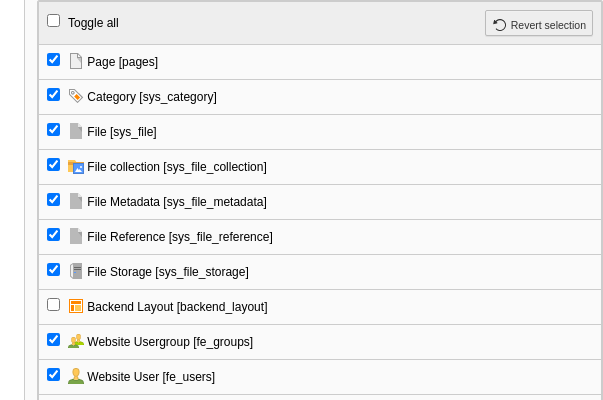 Toggle all
Revert selection
Page [pages]
Category [sys_category]
File [sys_file]
File collection [sys_file_collection]
File Metadata [sys_file_metadata]
File Reference [sys_file_reference]
File Storage [sys_file_storage]
Backend Layout [backend_layout]
Website Usergroup [fe_groups]
Website User [fe_users]